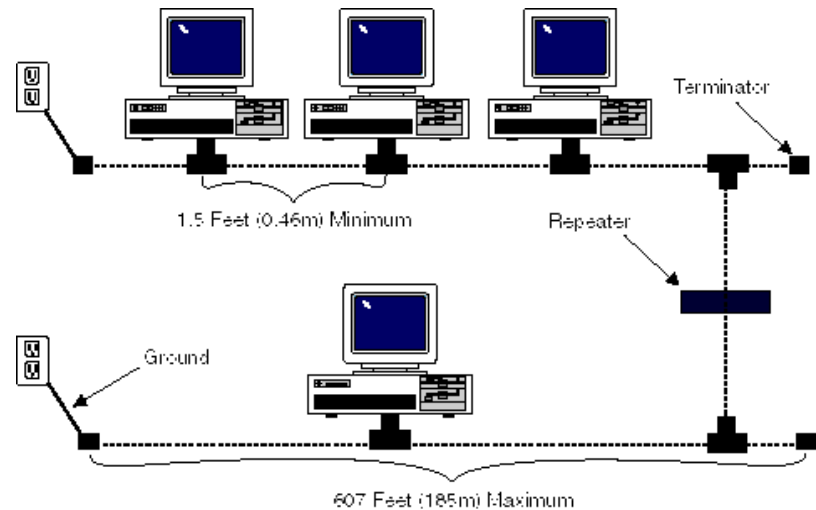 Terminator
1.5 Feet (0.46m) Minimum
Repeater
Ground
607 Feet (185m) Maximum